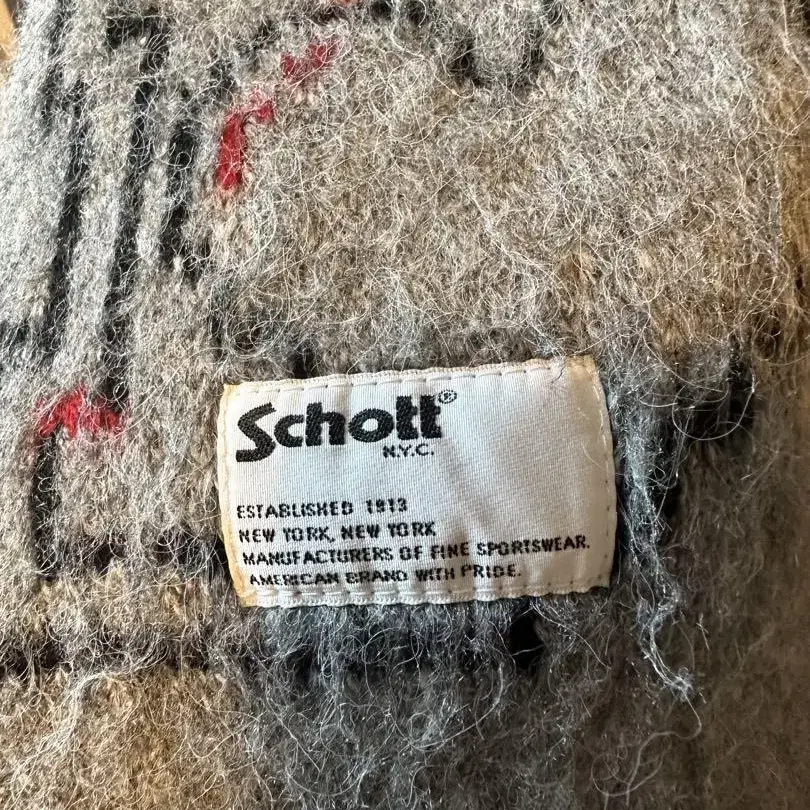 Schott®
N.Y.C.
ESTABLISHED 1913
NEW YORK, NEW YORK
MANUFACTURERS OF FINE SPORTSWEAR.
AMERICAN BRAND WITH PRIDE.